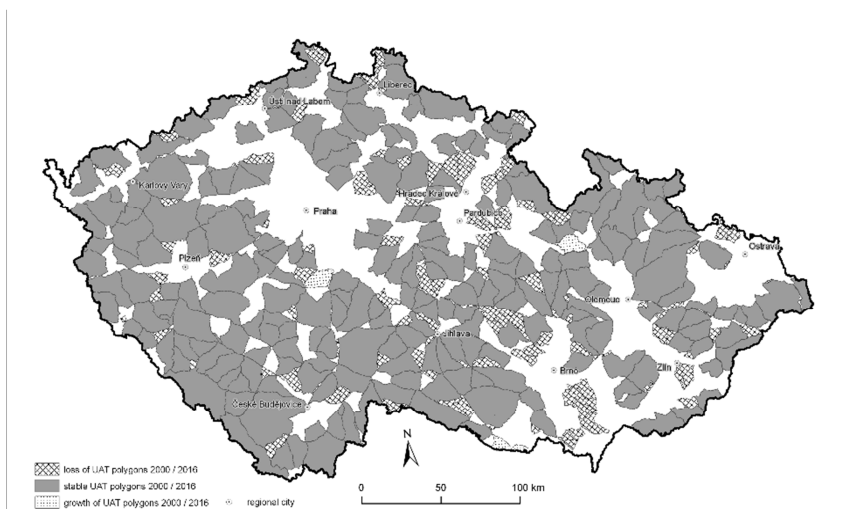 Liberec
Ústí nad Labem
Karlovy Vary
Hradec Králové
Praha
Pardubice
Plzeň
Ostrava
Olomouc
Jihlava
Brno
Zlín
České Budějovice
N
loss of UAT polygons 2000 / 2016
stable UAT polygons 2000 / 2016
growth of UAT polygons 2000 / 2016
regional city
0 50 100 km